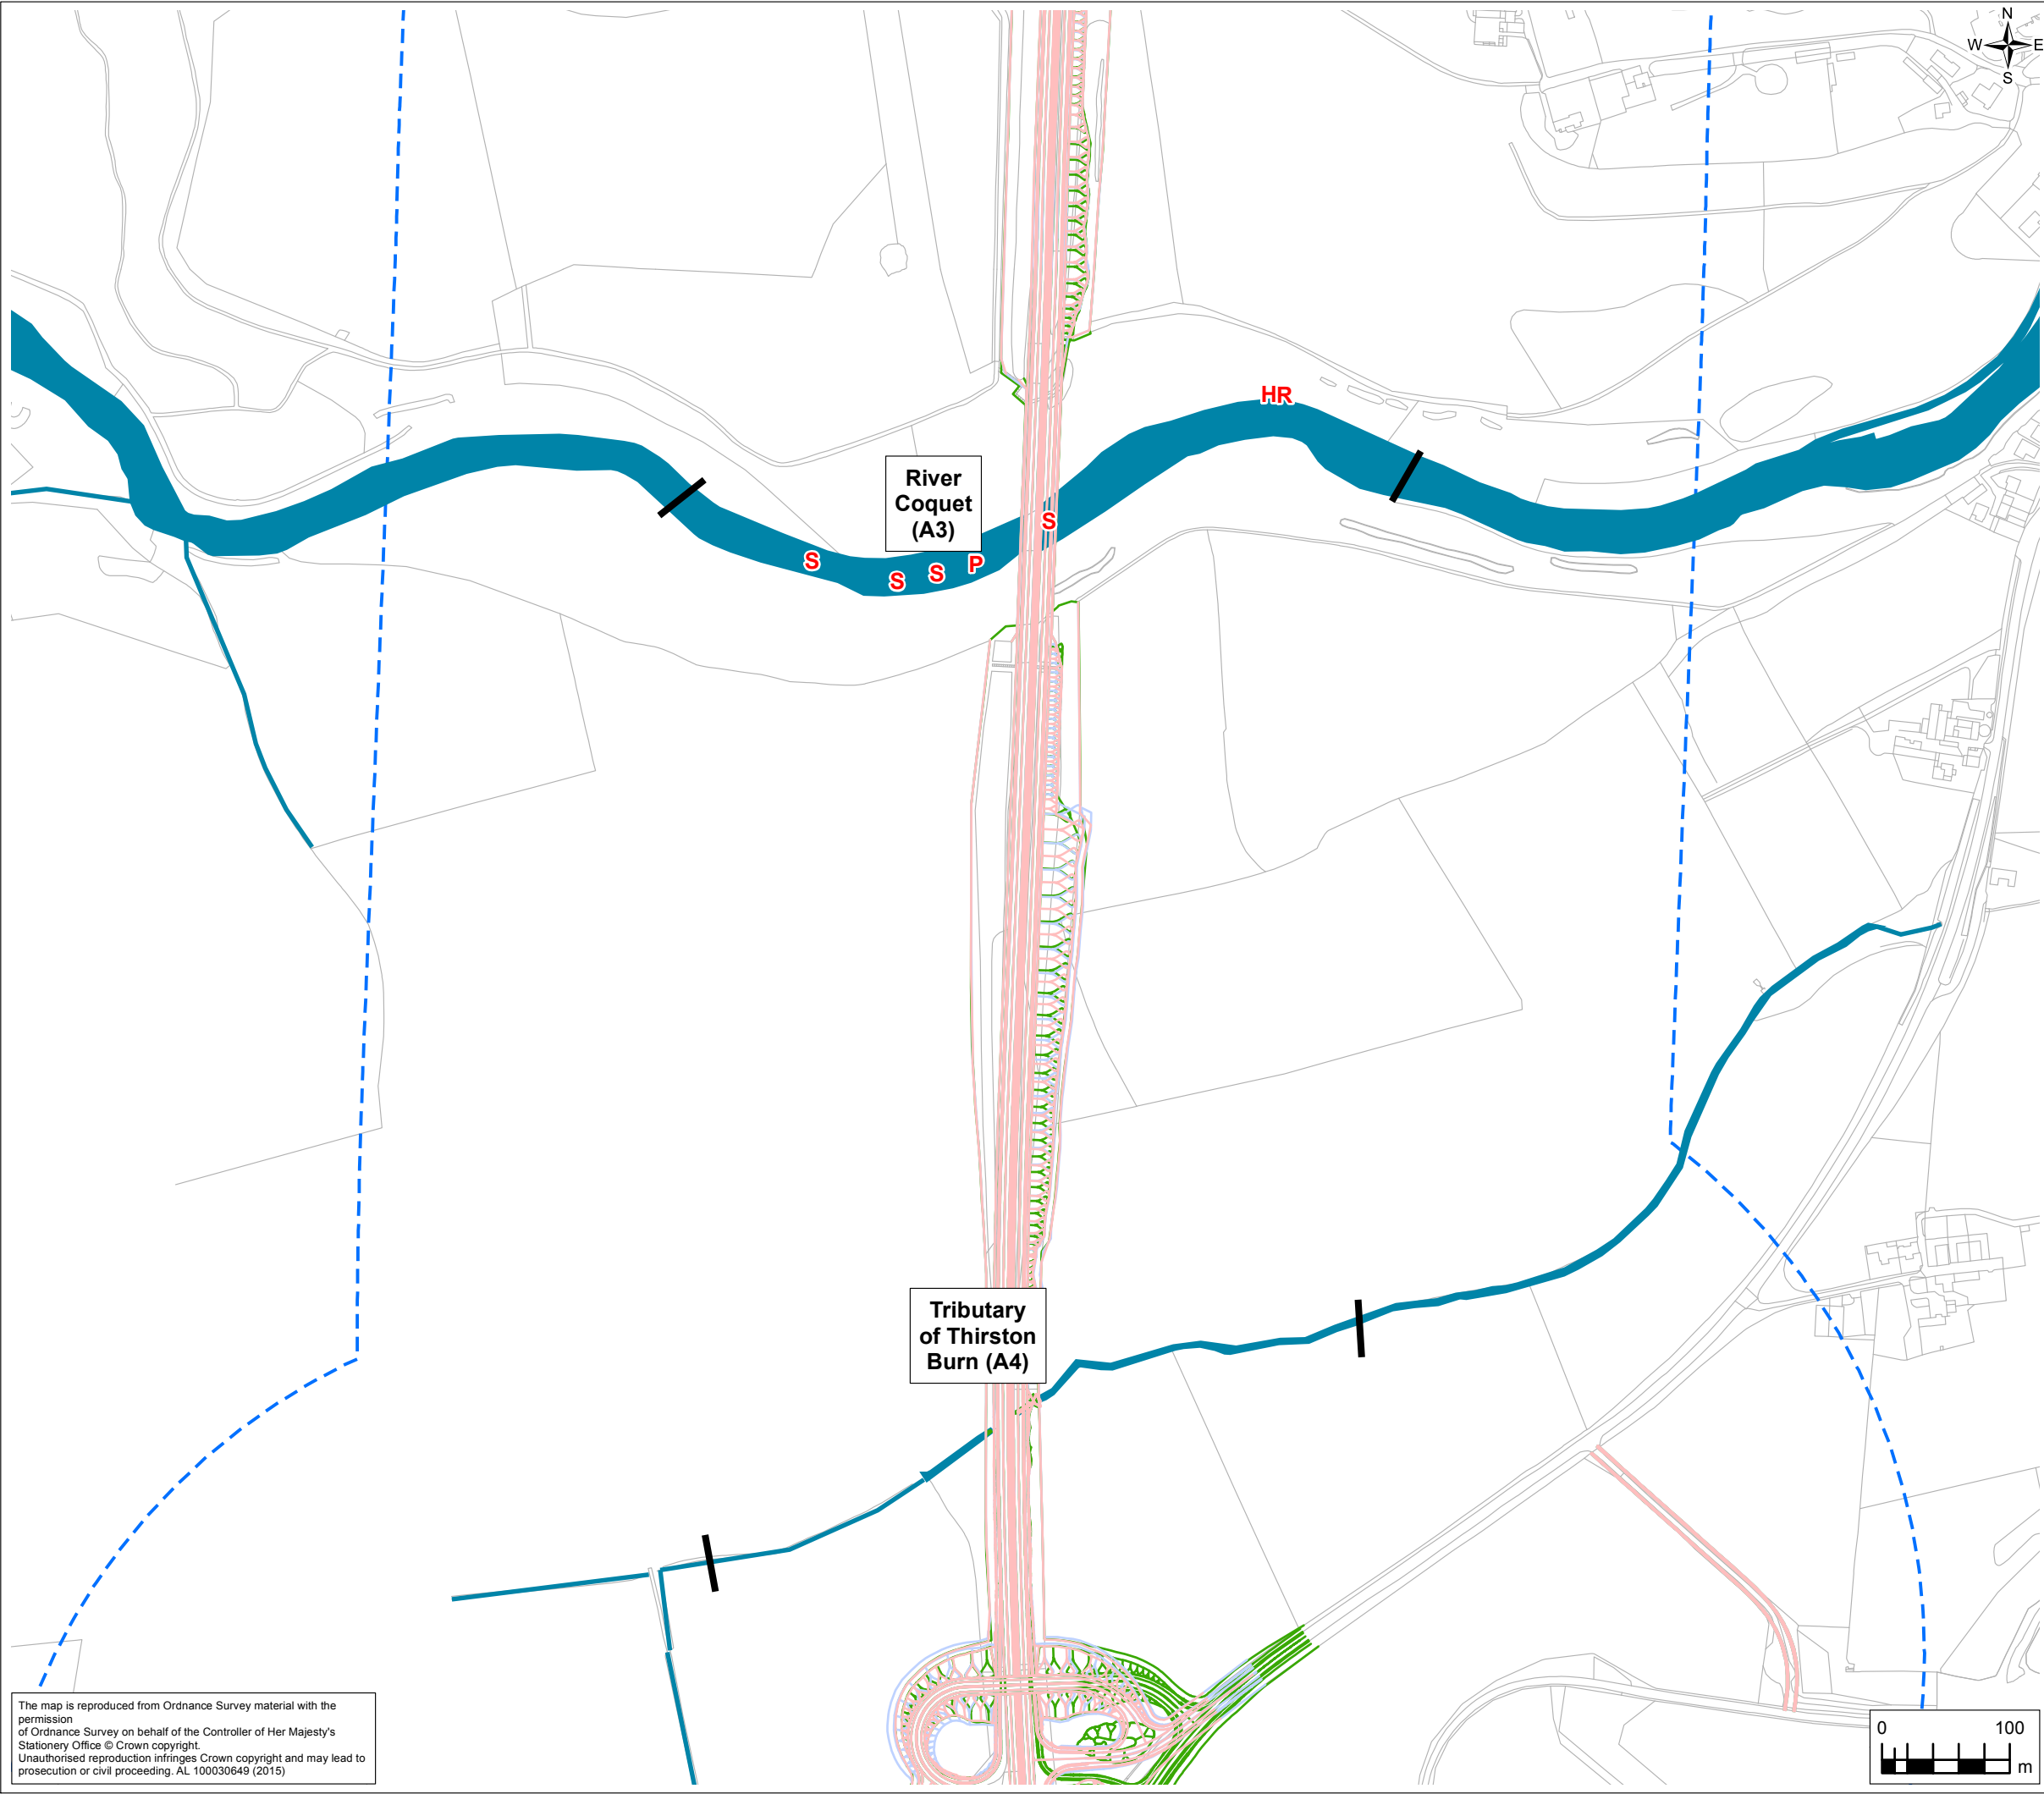 N
W E
S
HR
River
Coquet
(A3)
S
S
S
S
P
Tributary
of Thirston
Burn (A4)
The map is reproduced from Ordnance Survey material with the
permission
of Ordnance Survey on behalf of the Controller of Her Majesty's
Stationery Office © Crown copyright.
Unauthorised reproduction infringes Crown copyright and may lead to
prosecution or civil proceeding. AL 100030649 (2015)
0 100
m